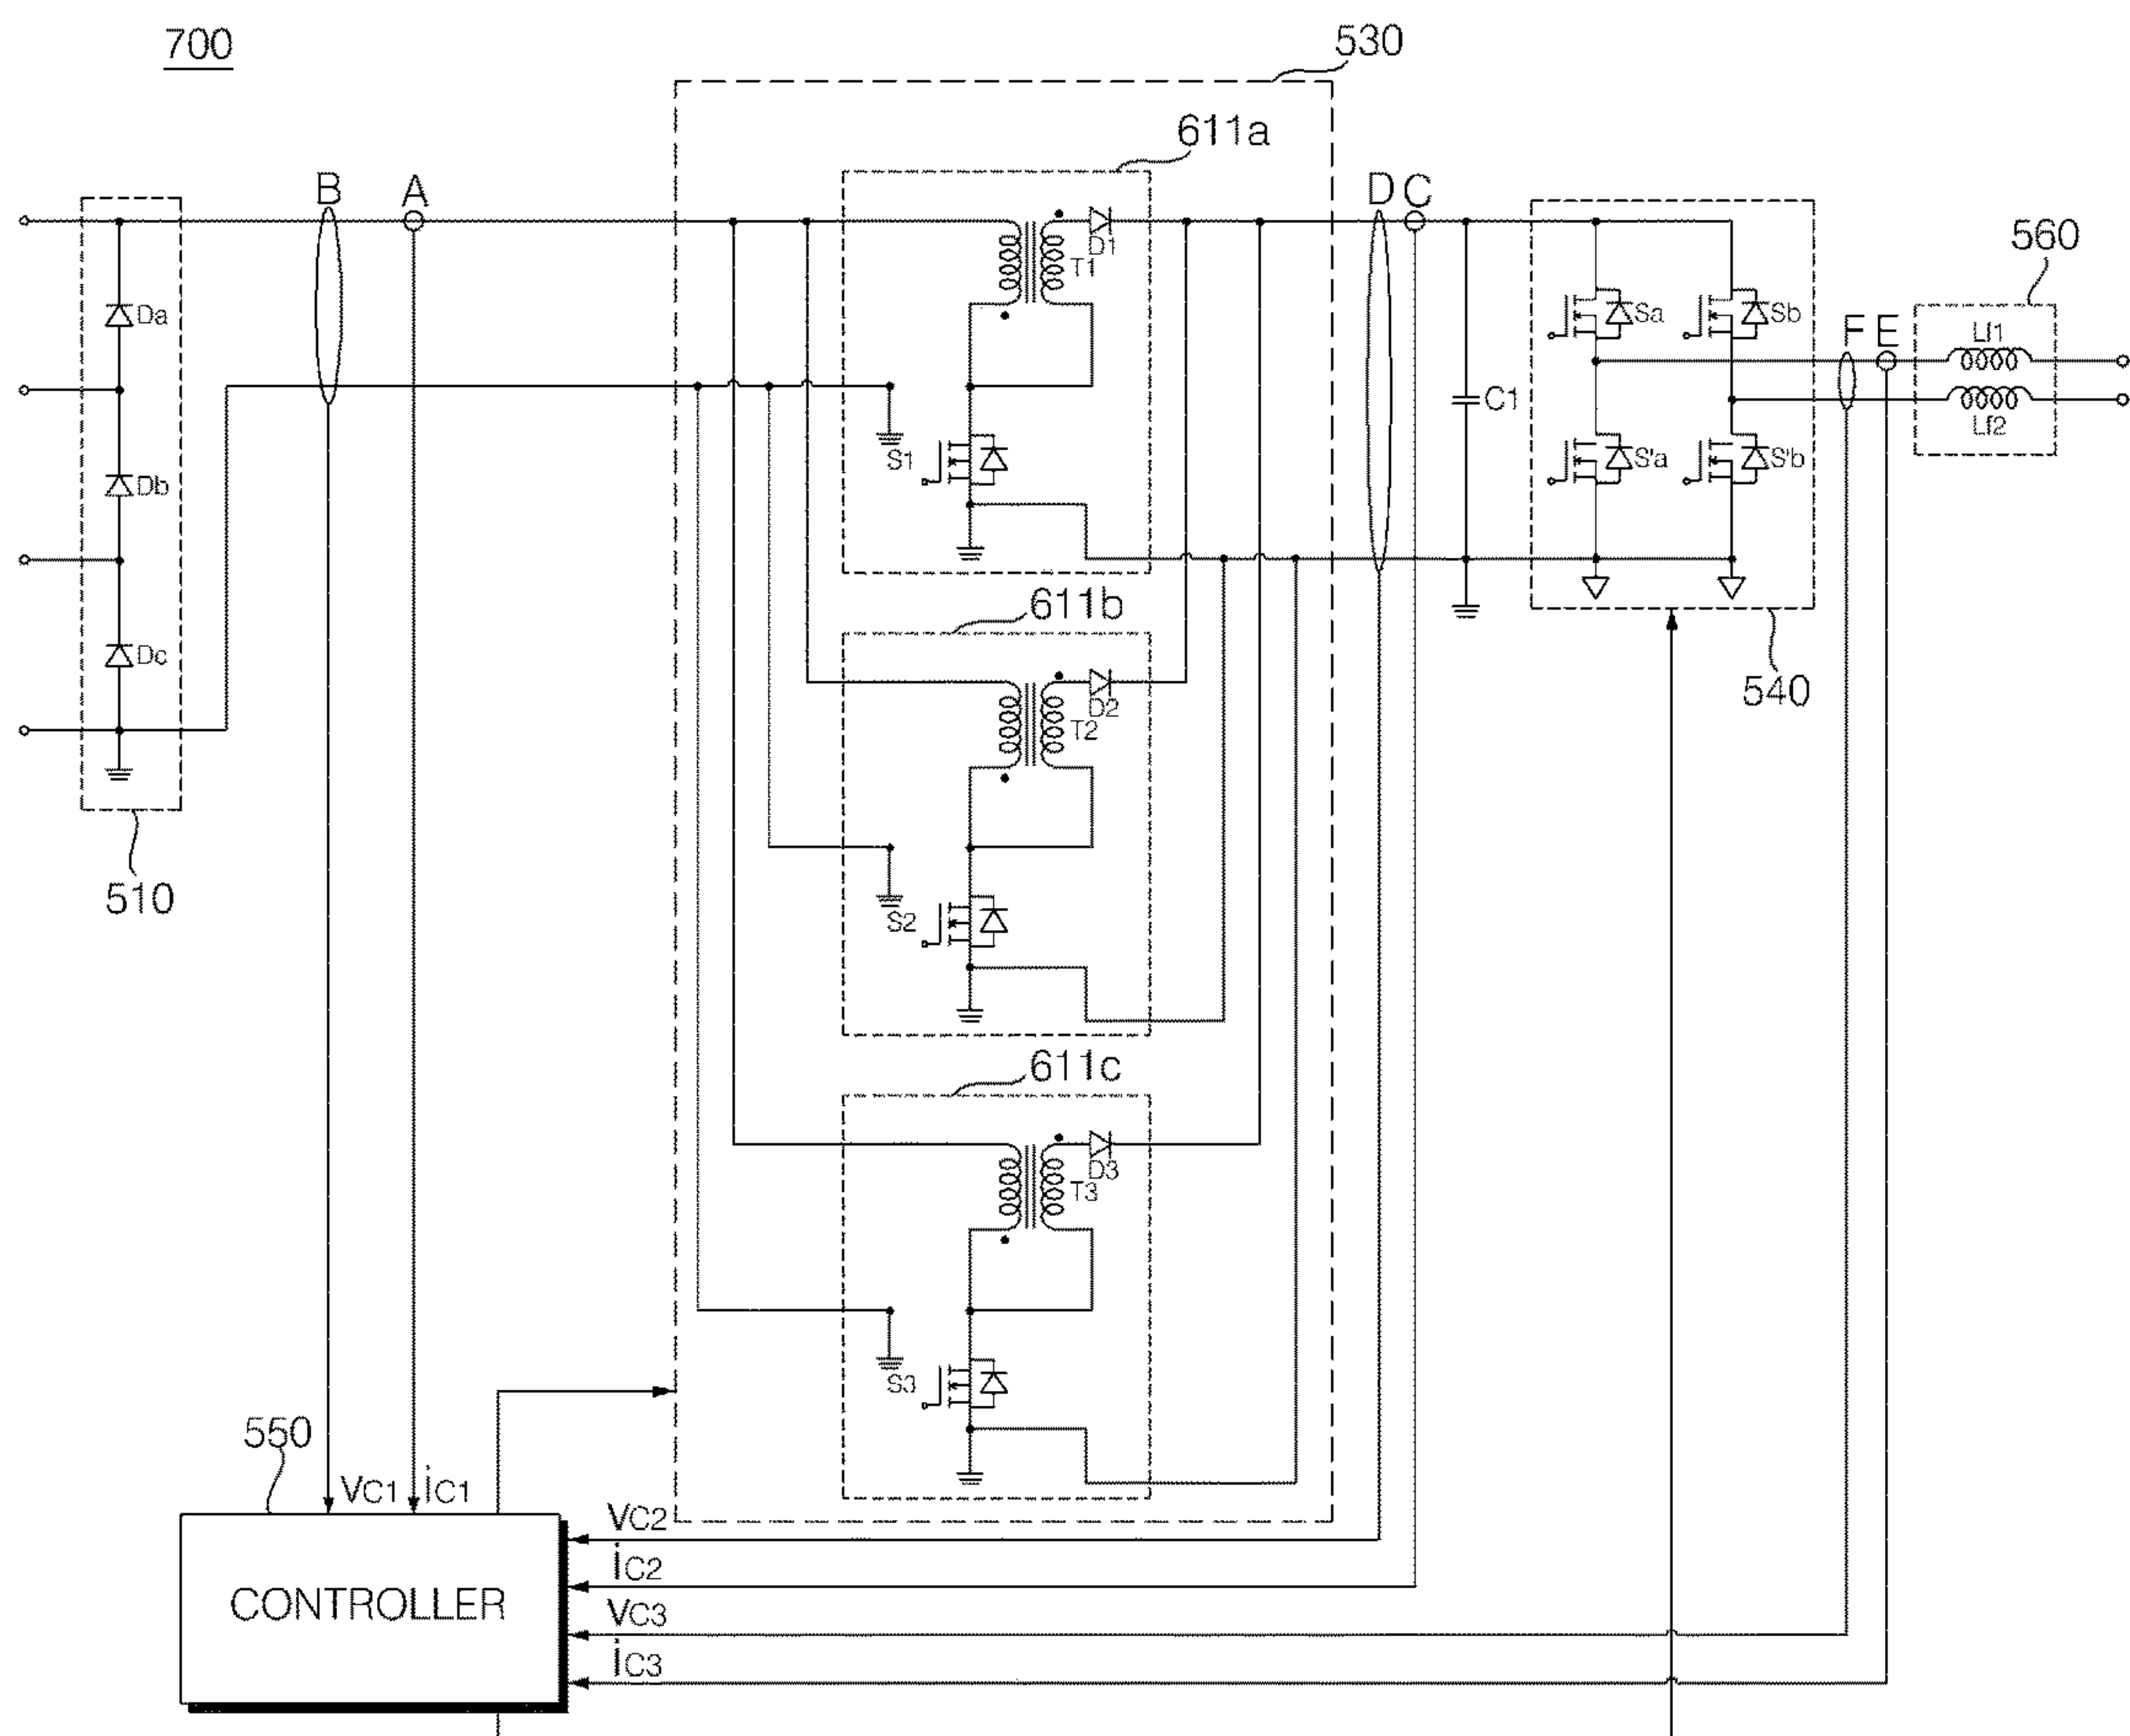 700
530
611a
B
A
D
C
560
T1
D1
Da
Sa
Sb
F
E
Lf1
Lf2
C1
S1
S'a
S'b
Db
611b
Dc
540
T2
D2
510
S2
611c
T3
D3
S3
550
VC1
iC1
VC2
iC2
CONTROLLER
VC3
iC3